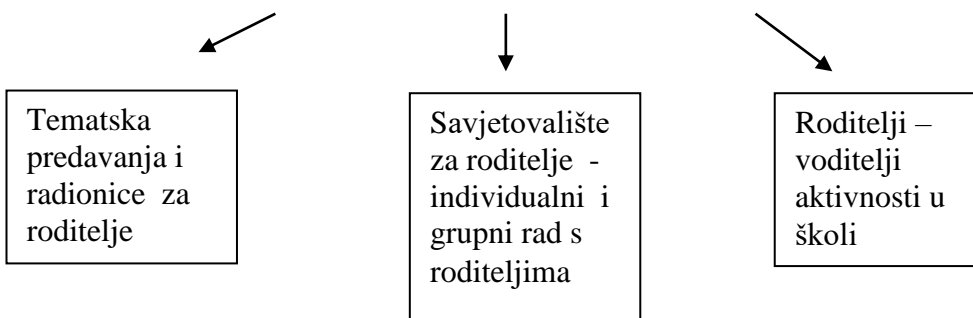 Tematska
predavanja i
radionice za
roditelje
Savjetovalište
za roditelje -
individualni i
grupni rad s
roditeljima
Roditelji –
voditelji
aktivnosti u
školi